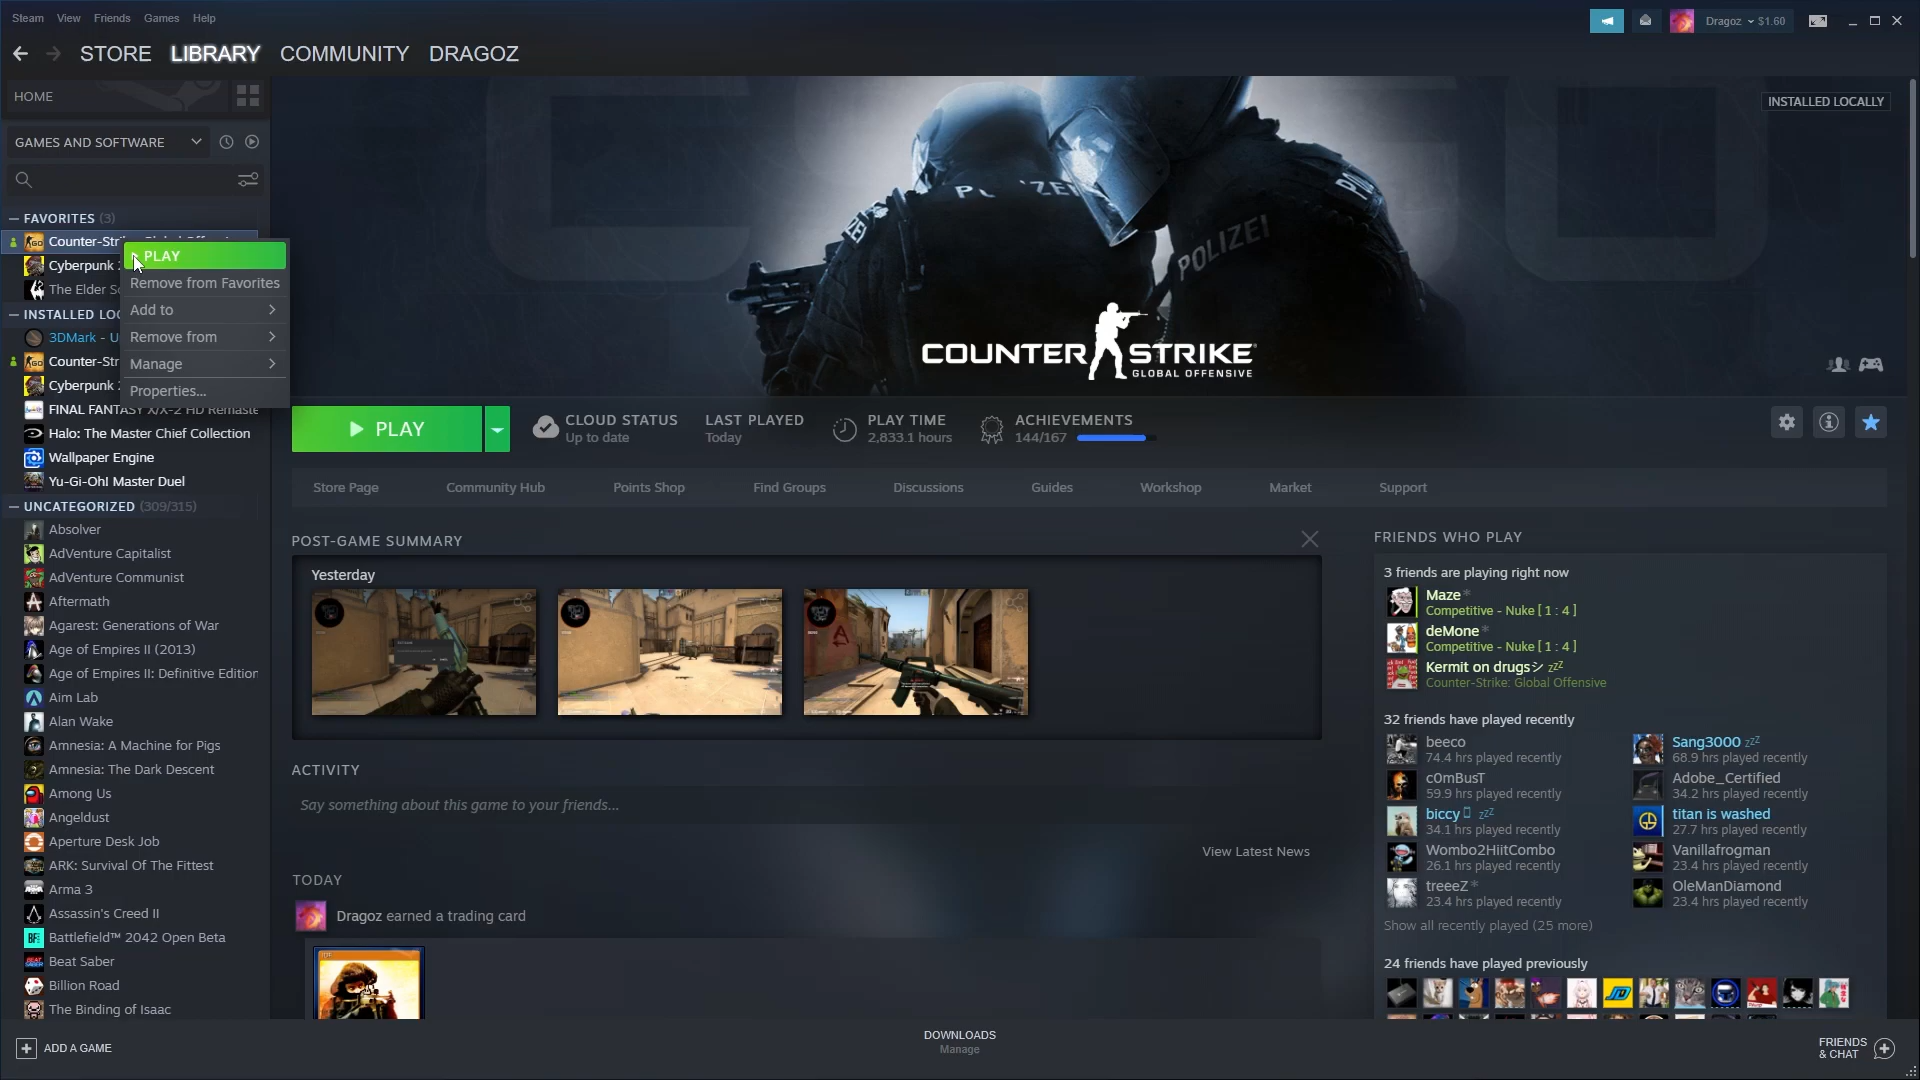 Steam View Friends Games Help
Dragoz $1.60
STORE LIBRARY COMMUNITY DRAGOZ
HOME
INSTALLED LOCALLY
GAMES AND SOFTWARE
FAVORITES (3)
Counter-Str
PLAY
Cyberpunk 2
Remove from Favorites
The Elder Sc
Add to
INSTALLED LOC
Remove from
3DMark - U
Counter-Str
Manage
Cyberpunk 2
Properties...
FINAL FANTASY X/X-2 HD Remaste
Halo: The Master Chief Collection
Wallpaper Engine
Yu-Gi-Oh! Master Duel
UNCATEGORIZED (309/315)
Absolver
AdVenture Capitalist
AdVenture Communist
Aftermath
Agarest: Generations of War
Age of Empires II (2013)
Age of Empires II: Definitive Edition
Aim Lab
Alan Wake
Amnesia: A Machine for Pigs
Amnesia: The Dark Descent
Among Us
Angeldust
Aperture Desk Job
ARK: Survival Of The Fittest
Arma 3
Assassin's Creed II
Battlefield™ 2042 Open Beta
Beat Saber
Billion Road
The Binding of Isaac
POLIZEI
POLIZEI
COUNTER STRIKE
GLOBAL OFFENSIVE
PLAY
CLOUD STATUS
Up to date
LAST PLAYED
Today
PLAY TIME
2,833.1 hours
ACHIEVEMENTS
144/167
Store Page Community Hub Points Shop Find Groups Discussions Guides Workshop Market Support
POST-GAME SUMMARY
Yesterday
ACTIVITY
Say something about this game to your friends...
View Latest News
TODAY
Dragoz earned a trading card
FRIENDS WHO PLAY
3 friends are playing right now
Maze*
Competitive - Nuke [ 1 : 4 ]
deMone*
Competitive - Nuke [ 1 : 4 ]
Kermit on drugsシ zzZ
Counter-Strike: Global Offensive
32 friends have played recently
beeco
74.4 hrs played recently
Sang3000 zzZ
68.9 hrs played recently
c0mBusT
59.9 hrs played recently
Adobe_Certified
34.2 hrs played recently
biccy zzZ
34.1 hrs played recently
titan is washed
27.7 hrs played recently
Wombo2HiitCombo
26.1 hrs played recently
Vanillafrogman
23.4 hrs played recently
treeeZ*
23.4 hrs played recently
OleManDiamond
23.4 hrs played recently
Show all recently played (25 more)
24 friends have played previously
ADD A GAME
DOWNLOADS
Manage
FRIENDS
& CHAT